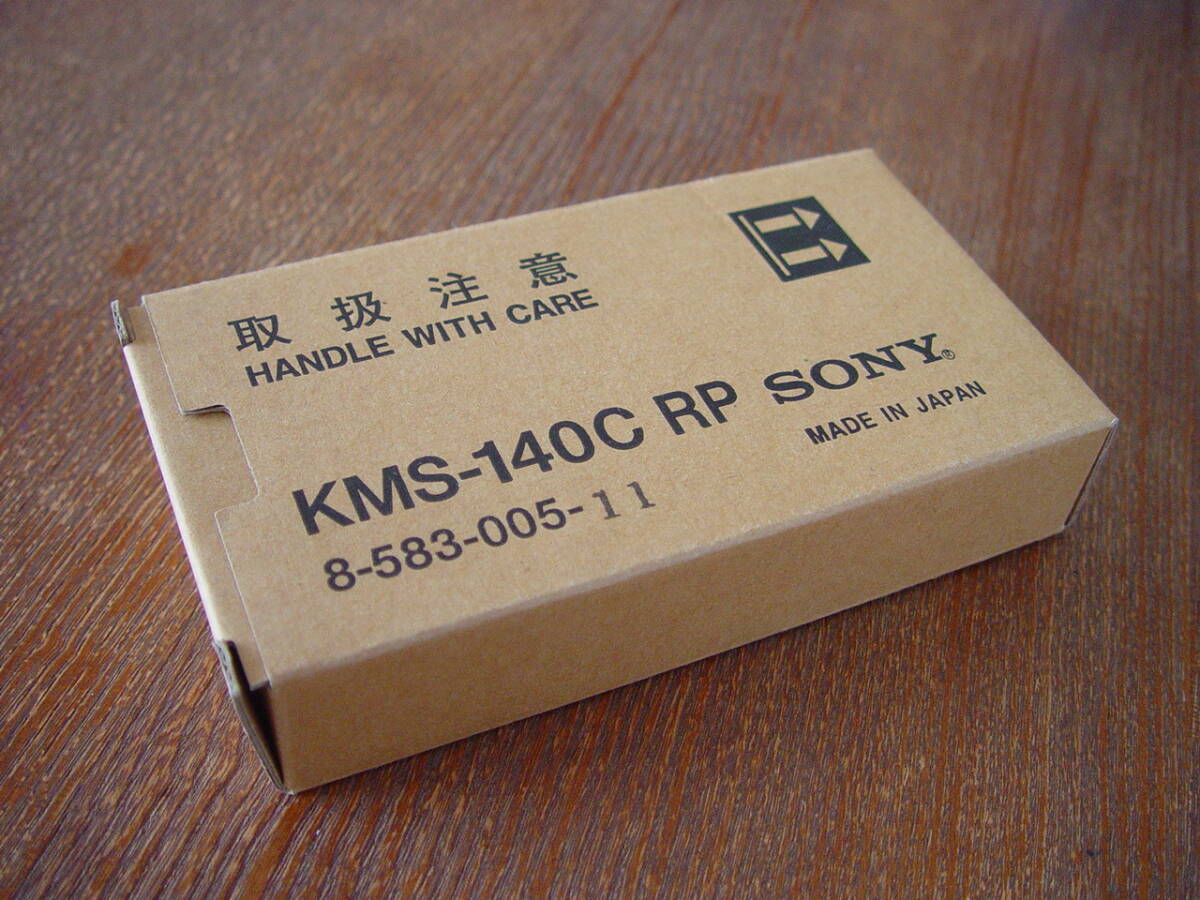 取扱注意
HANDLE WITH CARE
KMS-140C RP SONY®
MADE IN JAPAN
8-583-005-11